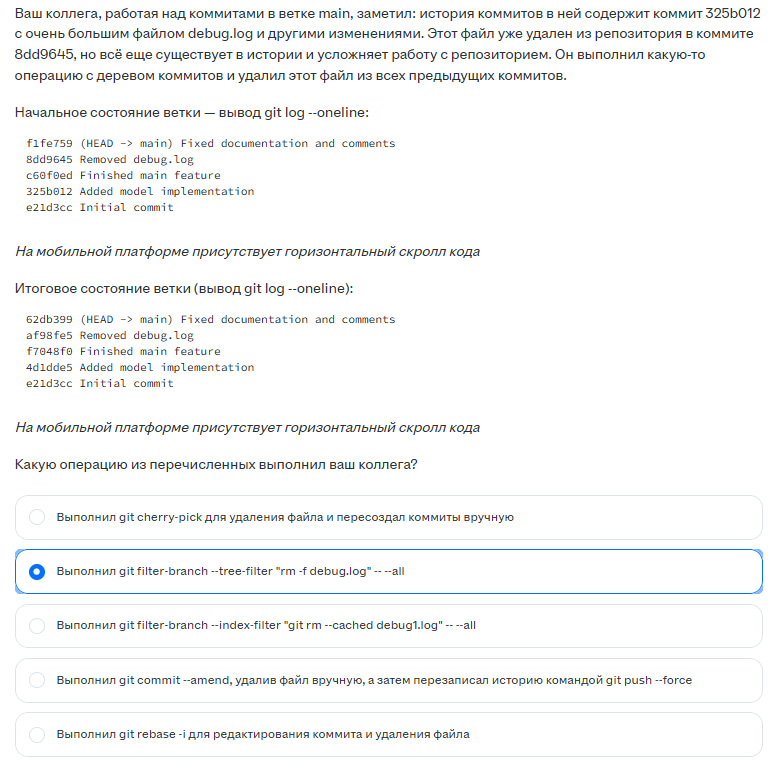 Ваш коллега, работая над коммитами в ветке main, заметил: история коммитов в ней содержит коммит 325b012
с очень большим файлом debug.log и другими изменениями. Этот файл уже удален из репозитория в коммите
8dd9645, но всё еще существует в истории и усложняет работу с репозиторием. Он выполнил какую-то
операцию с деревом коммитов и удалил этот файл из всех предыдущих коммитов.
Начальное состояние ветки — вывод git log --oneline:
f1fe759 (HEAD -> main) Fixed documentation and comments
8dd9645 Removed debug.log
c60f0ed Finished main feature
325b012 Added model implementation
e21d3cc Initial commit
На мобильной платформе присутствует горизонтальный скролл кода
Итоговое состояние ветки (вывод git log --oneline):
62db399 (HEAD -> main) Fixed documentation and comments
af98fe5 Removed debug.log
f7048f0 Finished main feature
4d1dde5 Added model implementation
e21d3cc Initial commit
На мобильной платформе присутствует горизонтальный скролл кода
Какую операцию из перечисленных выполнил ваш коллега?
Выполнил git cherry-pick для удаления файла и пересоздал коммиты вручную
Выполнил git filter-branch --tree-filter "rm -f debug.log" -- --all
Выполнил git filter-branch --index-filter "git rm --cached debug1.log" -- --all
Выполнил git commit --amend, удалив файл вручную, а затем перезаписал историю командой git push --force
Выполнил git rebase -i для редактирования коммита и удаления файла